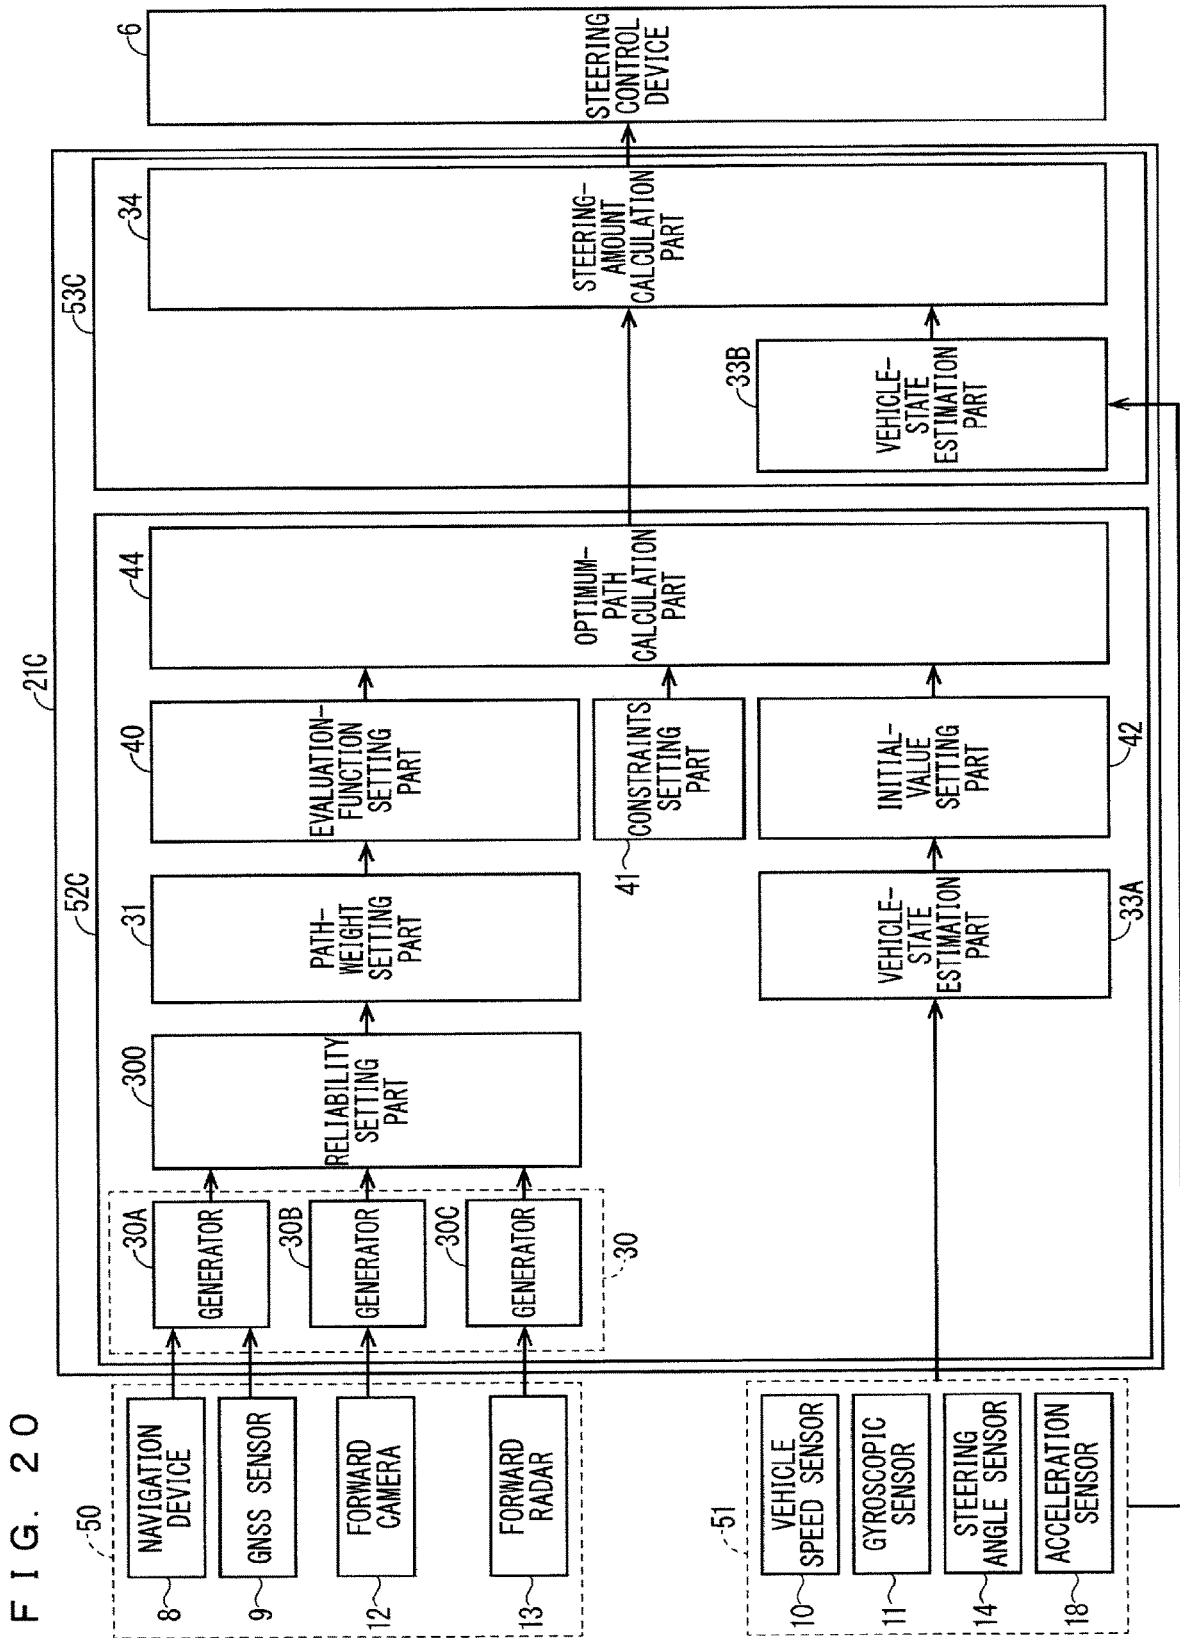 FIG. 20
50
8
NAVIGATION
DEVICE
9
GNSS SENSOR
12
FORWARD
CAMERA
13
FORWARD
RADAR
51
10
VEHICLE
SPEED SENSOR
11
GYROSCOPIC
SENSOR
14
STEERING
ANGLE SENSOR
18
ACCELERATION
SENSOR
21C
52C
30A
GENERATOR
30B
GENERATOR
30C
GENERATOR
30
300
RELIABILITY
SETTING
PART
31
PATH-
WEIGHT
SETTING
PART
40
EVALUATION-
FUNCTION
SETTING
PART
41
CONSTRAINTS
SETTING
PART
33A
VEHICLE-
STATE
ESTIMATION
PART
42
INITIAL-
VALUE
SETTING
PART
44
OPTIMUM-
PATH
CALCULATION
PART
53C
33B
VEHICLE-
STATE
ESTIMATION
PART
34
STEERING-
AMOUNT
CALCULATION
PART
6
STEERING
CONTROL
DEVICE